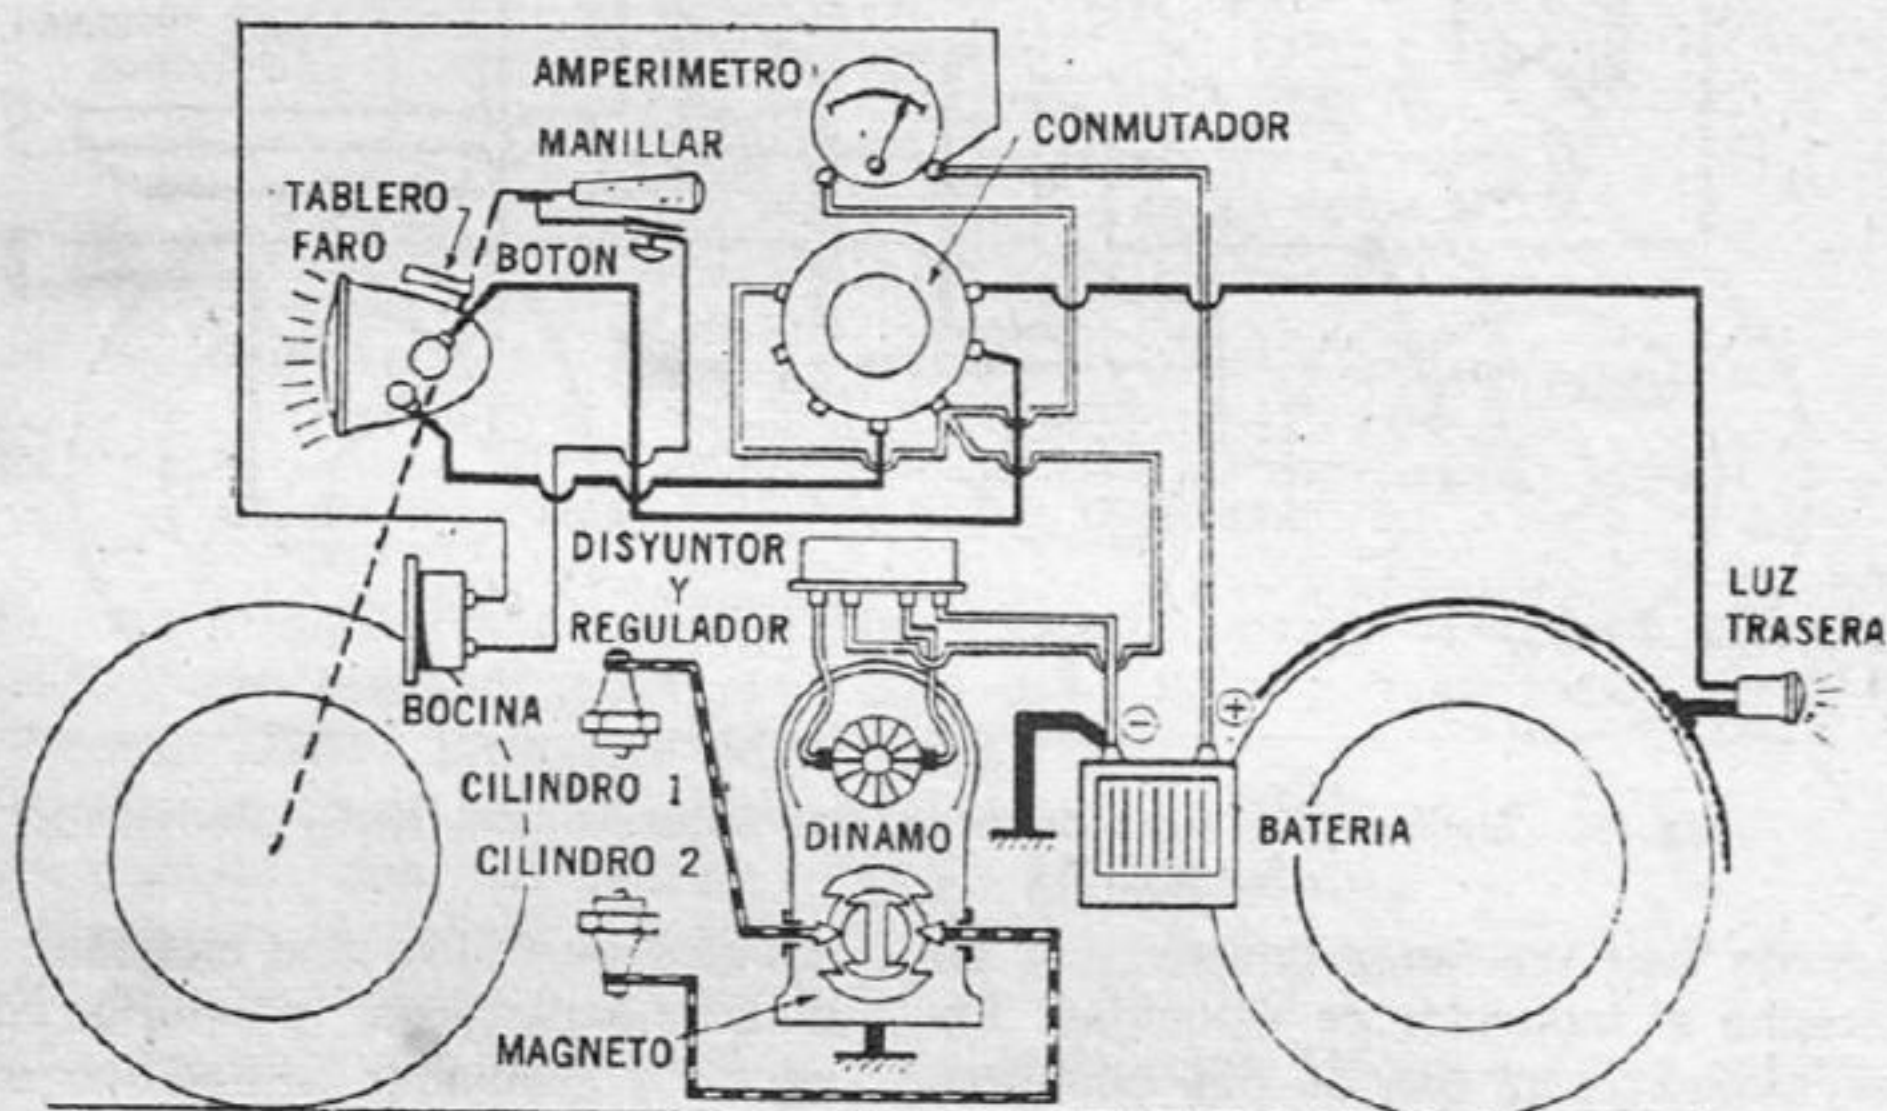 AMPERIMETRO
MANILLAR
CONMUTADOR
TABLERO
FARO
BOTON
DISYUNTOR
Y
REGULADOR
LUZ
TRASERA
BOCINA
CILINDRO 1
CILINDRO 2
DINAMO
- +
BATERIA
MAGNETO